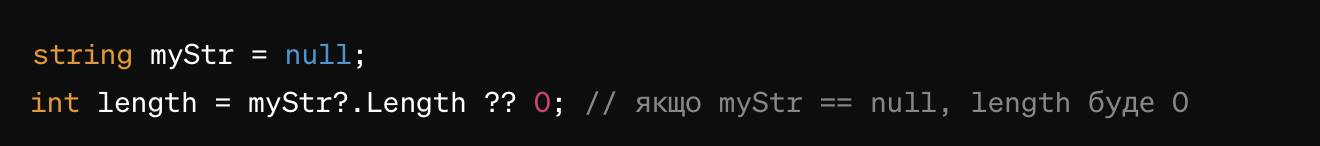 string myStr = null;
int length = myStr?.Length ?? 0; // якщо myStr == null, length буде 0